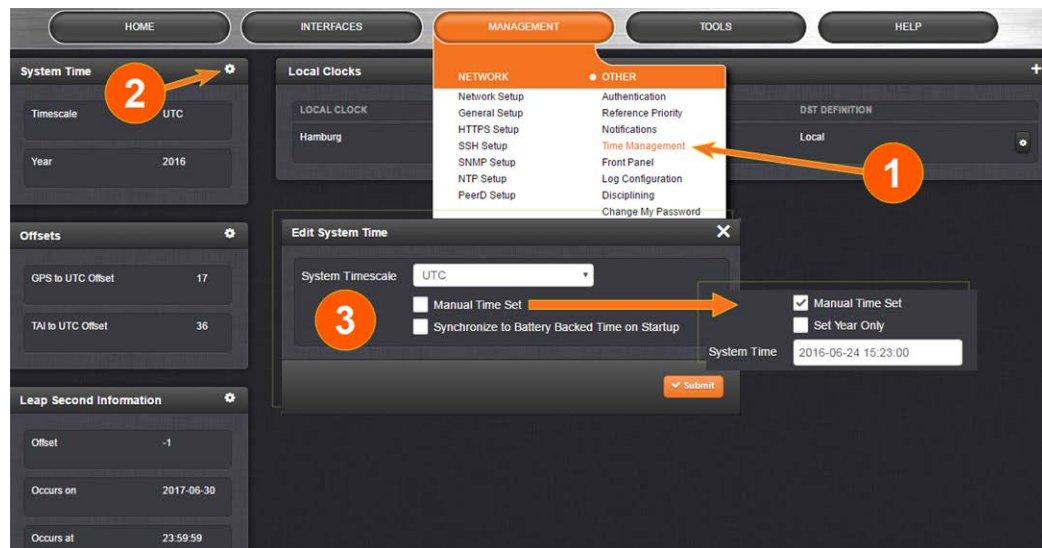 HOME
INTERFACES
MANAGEMENT
TOOLS
HELP
System Time
2
Timescale UTC
Year 2016
Local Clocks
+
LOCAL CLOCK
DST DEFINITION
Hamburg
Local
NETWORK
Network Setup
General Setup
HTTPS Setup
SSH Setup
SNMP Setup
NTP Setup
PeerD Setup
OTHER
Authentication
Reference Priority
Notifications
Time Management
Front Panel
Log Configuration
Disciplining
Change My Password
1
Offsets
GPS to UTC Offset 17
TAI to UTC Offset 36
Edit System Time
System Timescale UTC
3
Manual Time Set
Synchronize to Battery Backed Time on Startup
Submit
Manual Time Set
Set Year Only
System Time 2016-06-24 15:23:00
Leap Second Information
Offset -1
Occurs on 2017-06-30
Occurs at 23:59:59